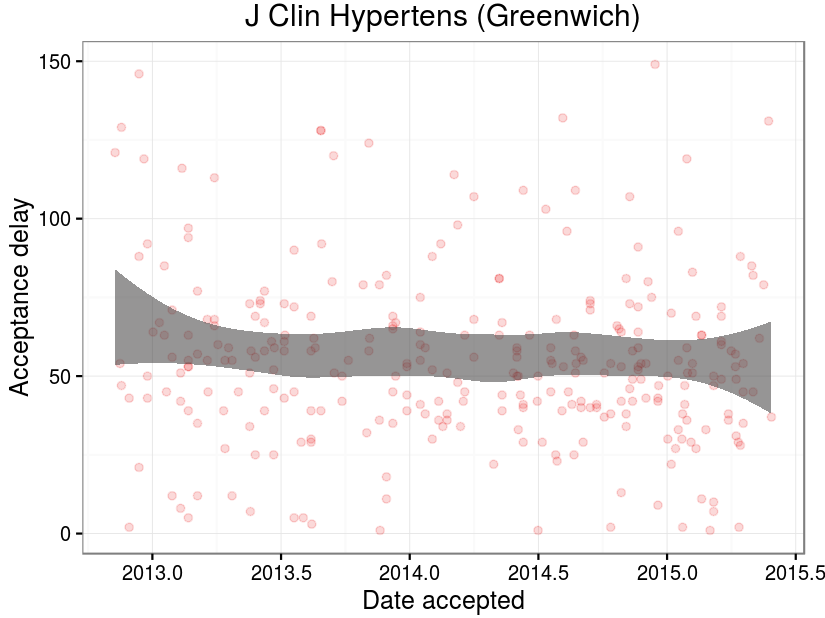 J Clin Hypertens (Greenwich)
150
100
50
0
Acceptance delay
2013.0 2013.5 2014.0 2014.5 2015.0 2015.5
Date accepted